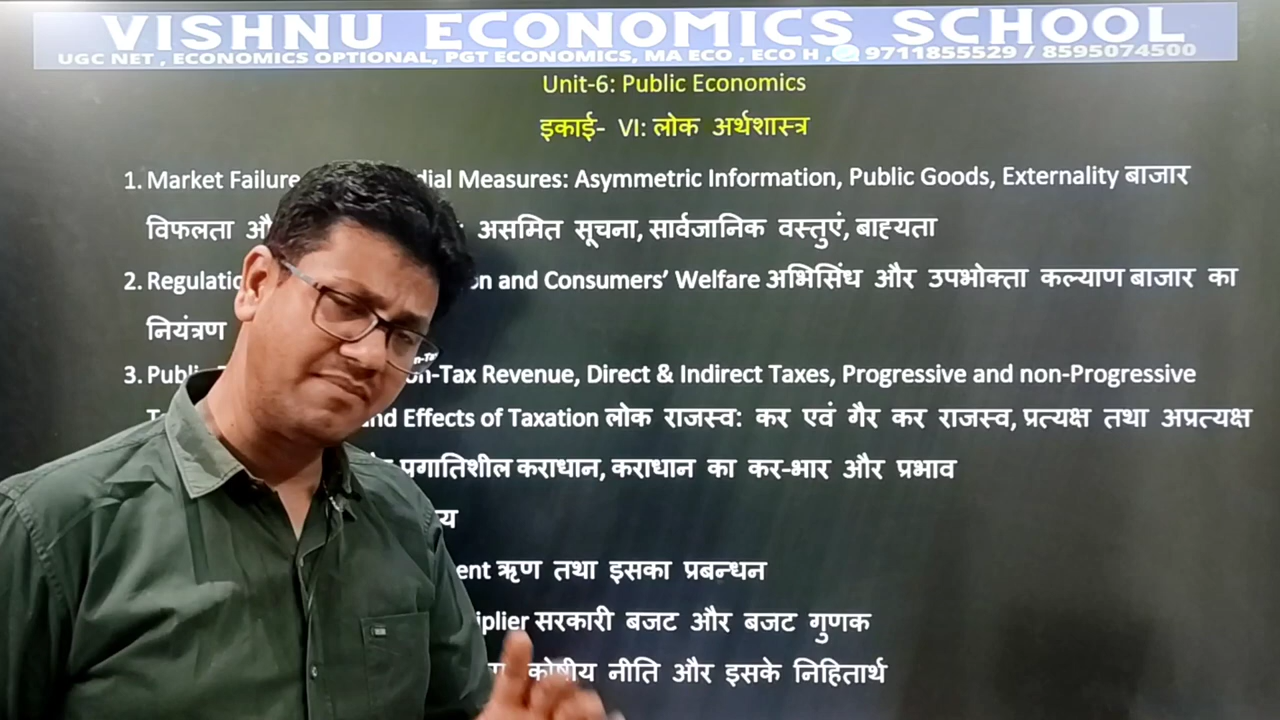 VISHNU ECONOMICS SCHOOL
UGC NET , ECONOMICS OPTIONAL, PGT ECONOMICS, MA ECO , ECO H , 9711855529 / 8595074500
Unit-6: Public Economics
इकाई- VI: लोक अर्थशास्त्र
1. Market Failure dial Measures: Asymmetric Information, Public Goods, Externality बाजार
विफलता असमित सूचना, सार्वजानिक वस्तुएं, बाह्यता
2. Regulatio on and Consumers’ Welfare अभिसिंध और उपभोक्ता कल्याण बाजार का
नियंत्रण
3. Publi on-Tax Revenue, Direct & Indirect Taxes, Progressive and non-Progressive
nd Effects of Taxation लोक राजस्व: कर एवं गैर कर राजस्व, प्रत्यक्ष तथा अप्रत्यक्ष
प्रगातिशील कराधान, कराधान का कर-भार और प्रभाव
य
ent ऋण तथा इसका प्रबन्धन
iplier सरकारी बजट और बजट गुणक
कोषीय नीति और इसके निहितार्थ